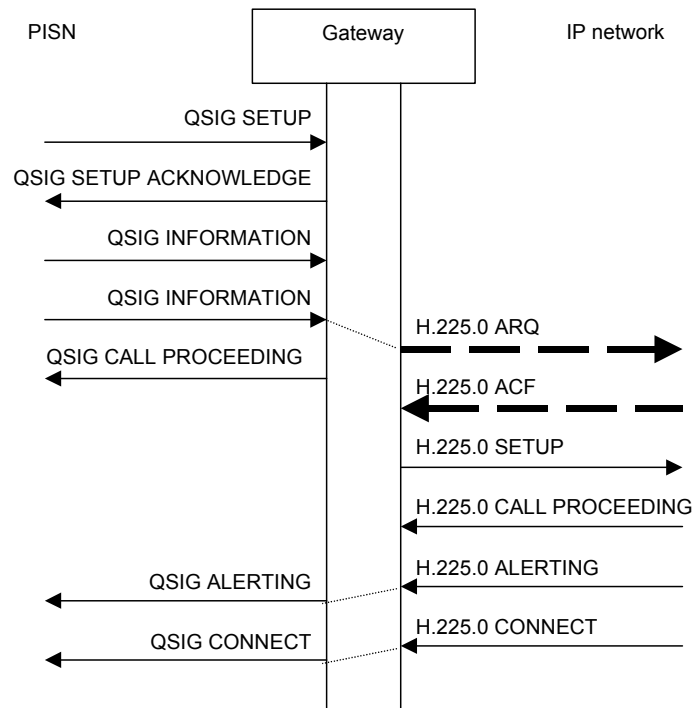 PISN
Gateway
IP network
QSIG SETUP
QSIG SETUP ACKNOWLEDGE
QSIG INFORMATION
QSIG INFORMATION
H.225.0 ARQ
QSIG CALL PROCEEDING
H.225.0 ACF
H.225.0 SETUP
H.225.0 CALL PROCEEDING
QSIG ALERTING
H.225.0 ALERTING
QSIG CONNECT
H.225.0 CONNECT